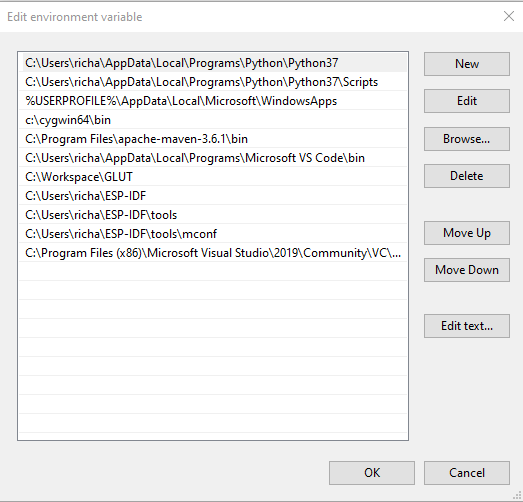 Edit environment variable
C:\Users\richa\AppData\Local\Programs\Python\Python37
C:\Users\richa\AppData\Local\Programs\Python\Python37\Scripts
%USERPROFILE%\AppData\Local\Microsoft\WindowsApps
c:\cygwin64\bin
C:\Program Files\apache-maven-3.6.1\bin
C:\Users\richa\AppData\Local\Programs\Microsoft VS Code\bin
C:\Workspace\GLUT
C:\Users\richa\ESP-IDF
C:\Users\richa\ESP-IDF\tools
C:\Users\richa\ESP-IDF\tools\mconf
C:\Program Files (x86)\Microsoft Visual Studio\2019\Community\VC\...
New
Edit
Browse...
Delete
Move Up
Move Down
Edit text...
OK
Cancel